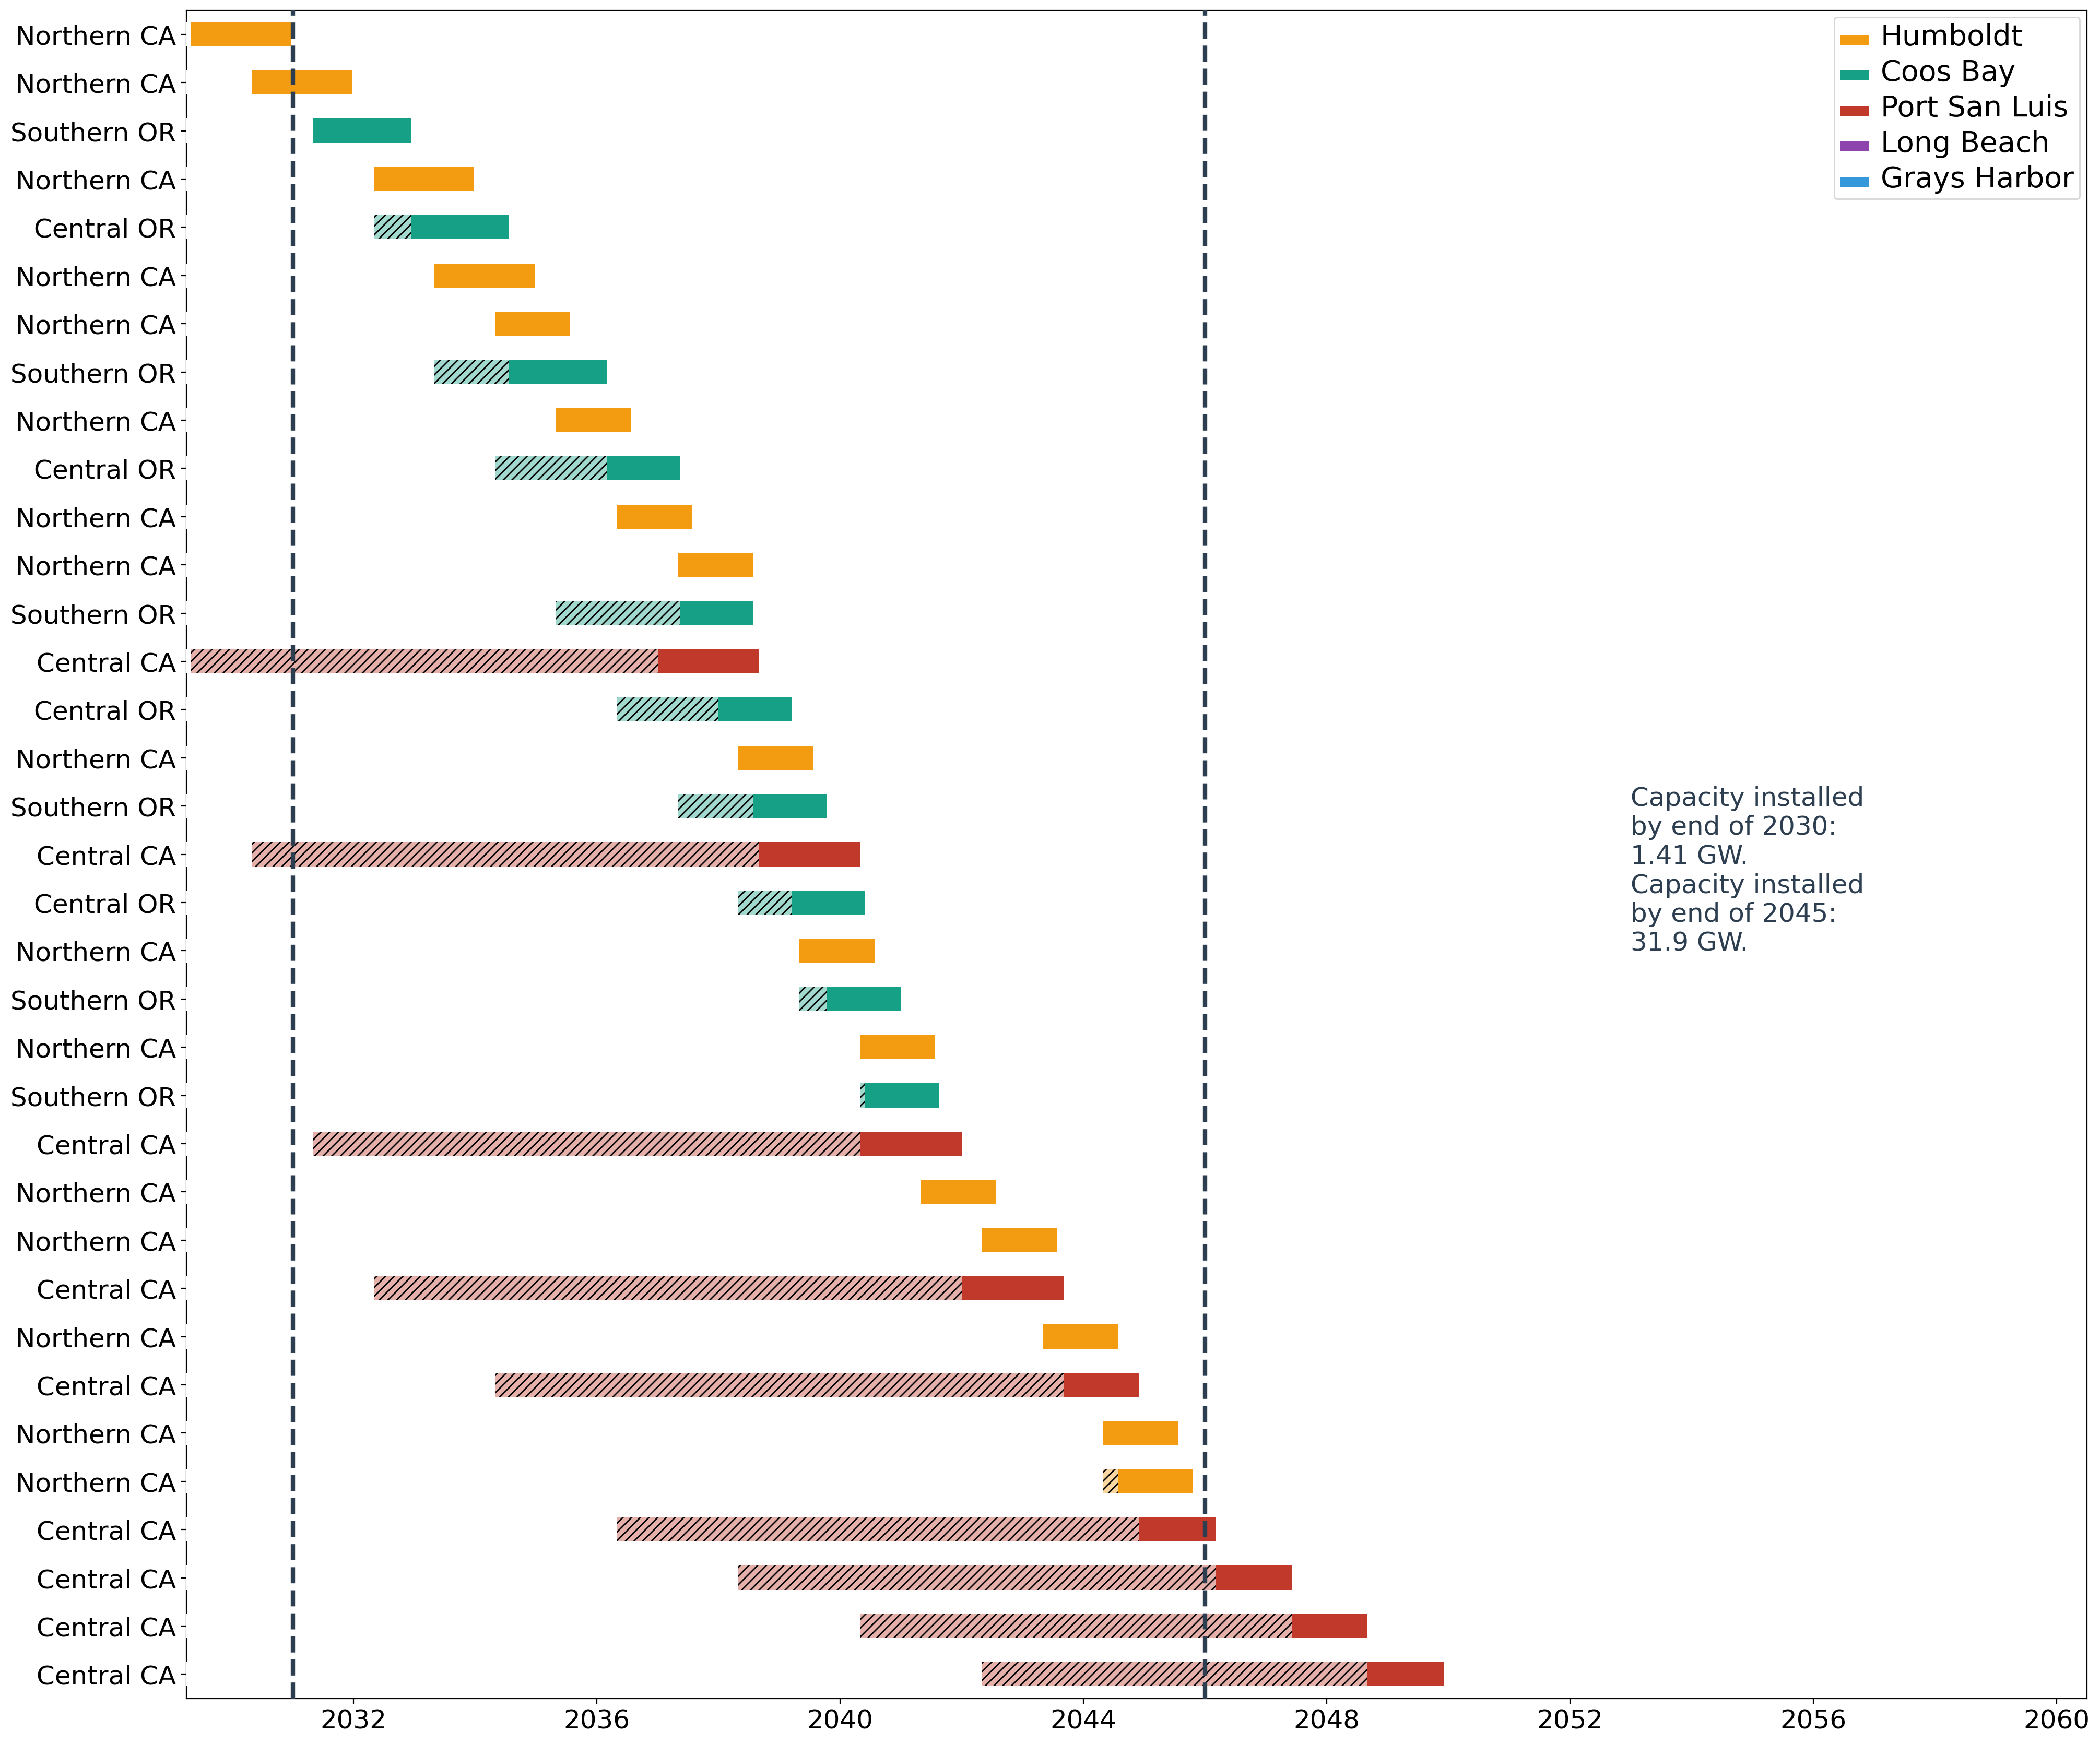 Northern CA
Northern CA
Southern OR
Northern CA
Central OR
Northern CA
Northern CA
Southern OR
Northern CA
Central OR
Northern CA
Northern CA
Southern OR
Central CA
Central OR
Northern CA
Southern OR
Central CA
Central OR
Northern CA
Southern OR
Northern CA
Southern OR
Central CA
Northern CA
Northern CA
Central CA
Northern CA
Central CA
Northern CA
Northern CA
Central CA
Central CA
Central CA
Central CA
Humboldt
Coos Bay
Port San Luis
Long Beach
Grays Harbor
Capacity installed
by end of 2030:
1.41 GW.
Capacity installed
by end of 2045:
31.9 GW.
2032 2036 2040 2044 2048 2052 2056 2060